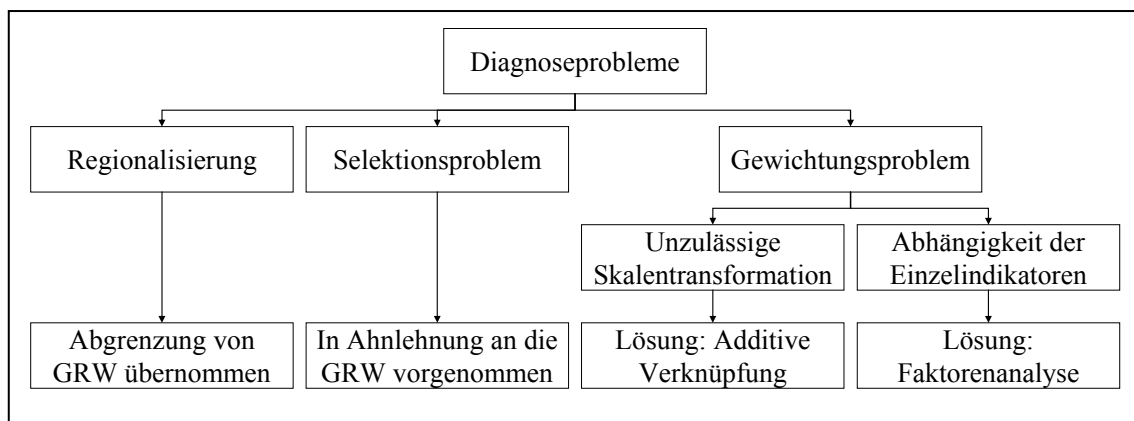 Diagnoseprobleme
Regionalisierung
Selektionsproblem
Gewichtungsproblem
Unzulässige
Skalentransformation
Abhängigkeit der
Einzelindikatoren
Abgrenzung von
GRW übernommen
In Ahnlehnung an die
GRW vorgenommen
Lösung: Additive
Verknüpfung
Lösung:
Faktorenanalyse